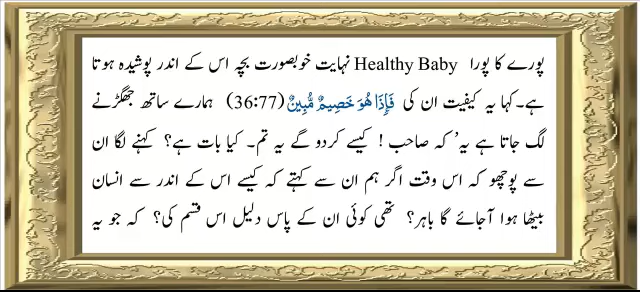 پورے کا پورا Healthy Baby نہایت خوبصورت بچہ اس کے اندر پوشیدہ ہوتا
ہے۔کہا یہ کیفیت ان کی فَإِذَا هُوَ خَصِيمٌ مُّبِينٌ (36:77) ہمارے ساتھ جھگڑنے
لگ جاتا ہے یہ’ کہ صاحب ! کیسے کردو گے یہ تم۔ کیا بات ہے؟ کہنے لگا ان
سے پوچھو کہ اس وقت اگر ہم ان سے کہتے کہ کیسے اس کے اندر سے انسان
بیٹھا ہوا آجائے گا باہر؟ تھی کوئی ان کے پاس دلیل اس قسم کی؟ کہ جو یہ